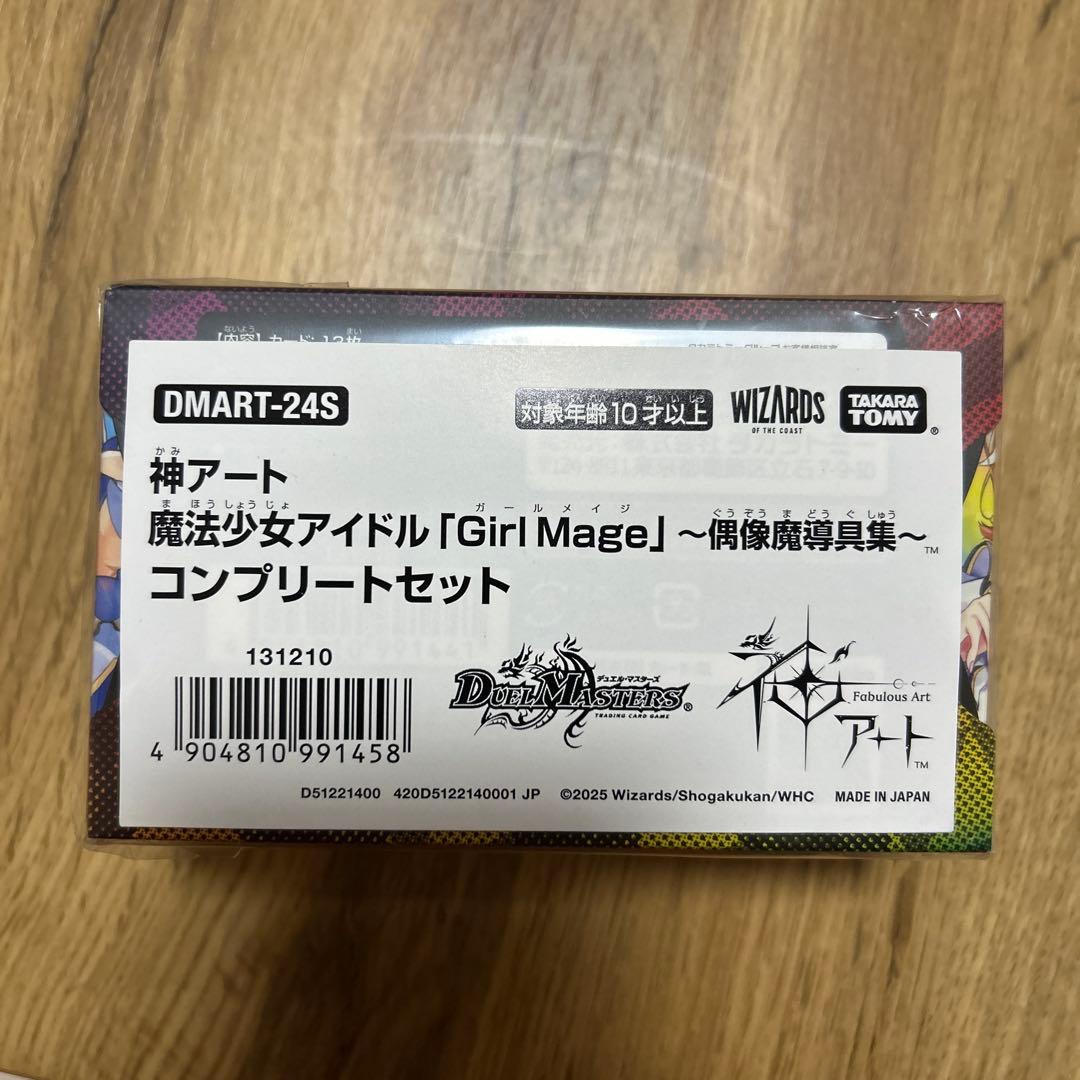 【内容】カード：13枚
DMART-24S
対象年齢10才以上
WIZARDS
OF THE COAST
TAKARA
TOMY
®
かみ
神アート
まほうしょうじょ ガールメイジ ぐうぞうまどうぐしゅう
魔法少女アイドル「Girl Mage」～偶像魔導具集～™
コンプリートセット
131210
4 904810 991458
デュエル・マスターズ
DUEL MASTERS®
TRADING CARD GAME
神アート
Fabulous Art
™
D51221400 420D5122140001 JP ©2025 Wizards/Shogakukan/WHC MADE IN JAPAN